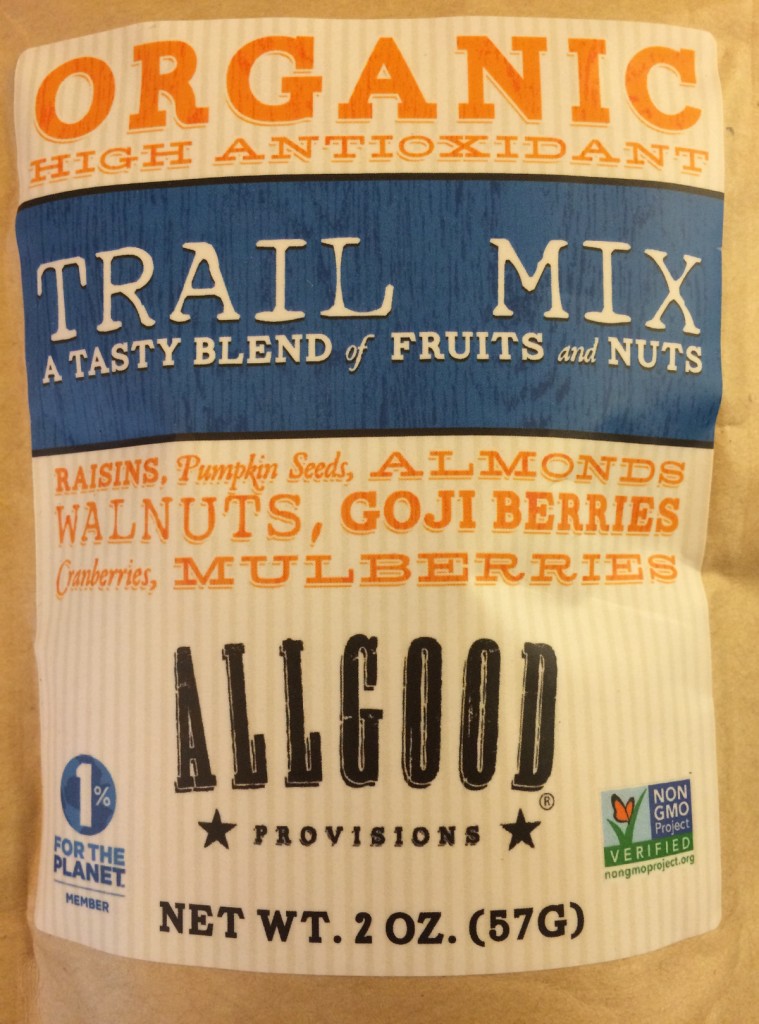 ORGANIC
HIGH ANTIOXIDANT
TRAIL MIX
A TASTY BLEND of FRUITS and NUTS
RAISINS, Pumpkin Seeds, ALMONDS
WALNUTS, GOJI BERRIES
Cranberries, MULBERRIES
ALLGOOD®
PROVISIONS
1%
FOR THE
PLANET
MEMBER
NON
GMO
Project
VERIFIED
nongmoproject.org
NET WT. 2 OZ. (57G)